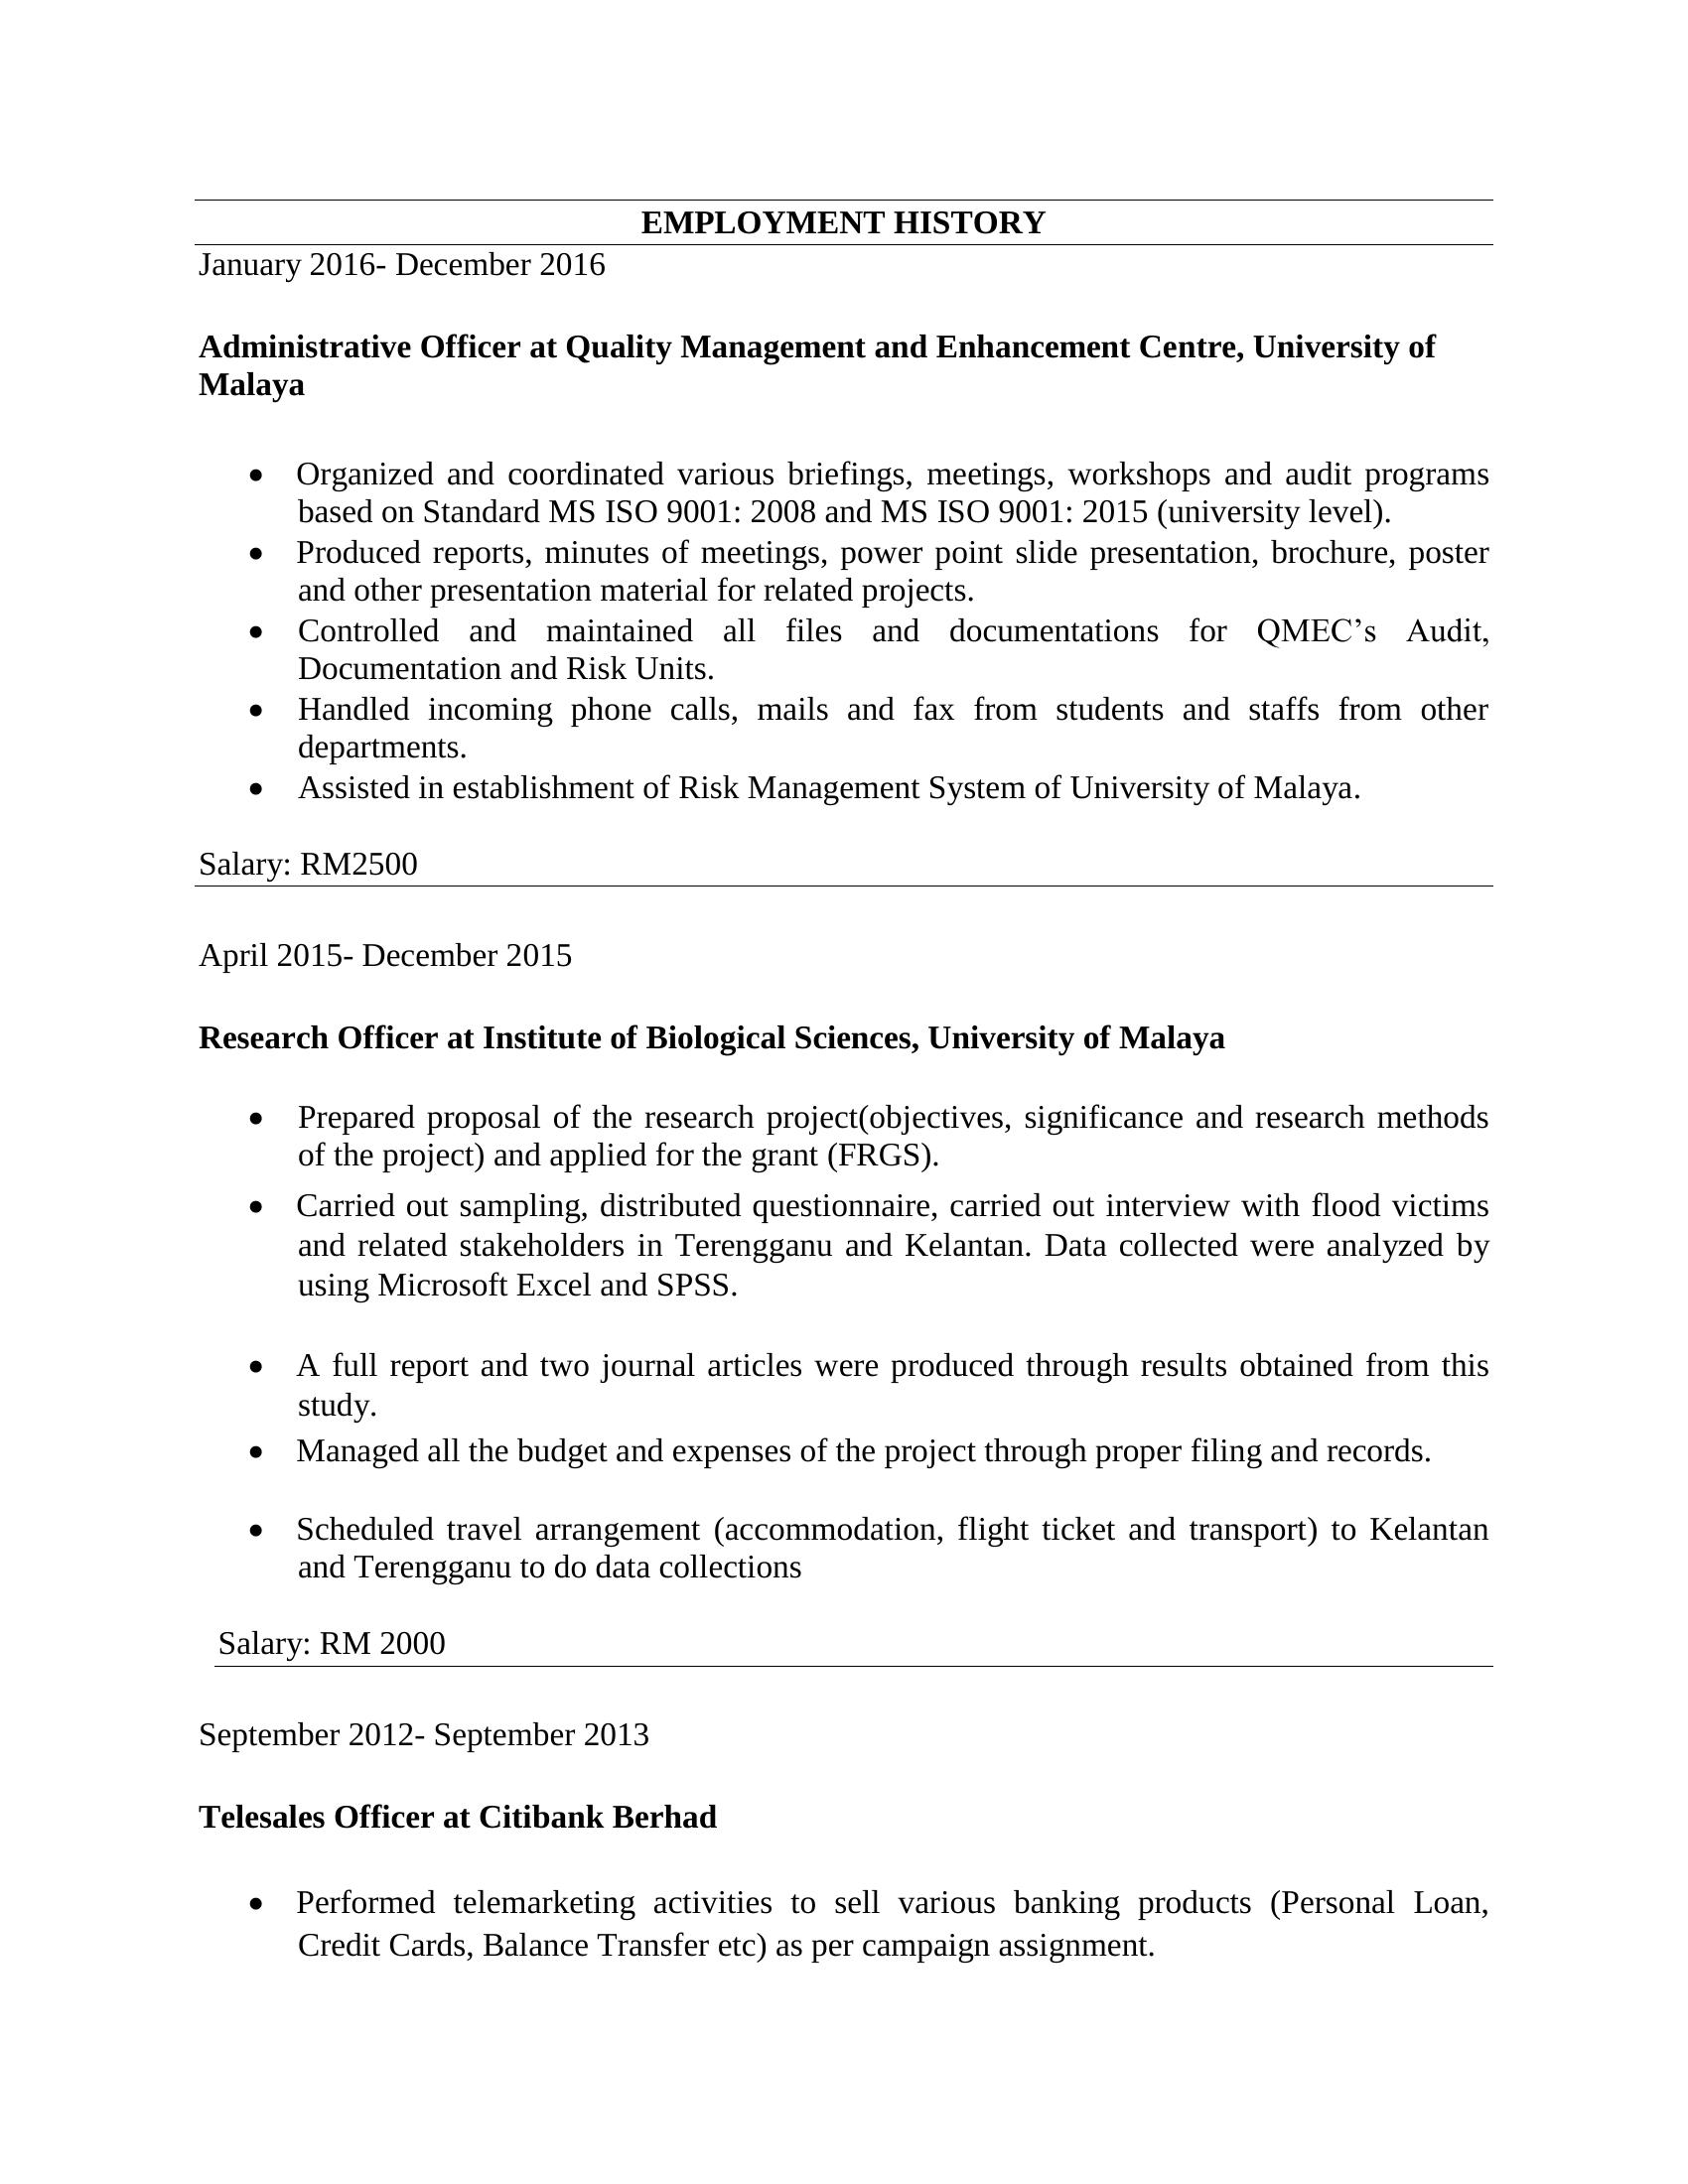 EMPLOYMENT HISTORY
January 2016- December 2016
Administrative Officer at Quality Management and Enhancement Centre, University of
Malaya
• Organized and coordinated various briefings, meetings, workshops and audit programs
based on Standard MS ISO 9001: 2008 and MS ISO 9001: 2015 (university level).
• Produced reports, minutes of meetings, power point slide presentation, brochure, poster
and other presentation material for related projects.
• Controlled and maintained all files and documentations for QMEC’s Audit,
Documentation and Risk Units.
• Handled incoming phone calls, mails and fax from students and staffs from other
departments.
• Assisted in establishment of Risk Management System of University of Malaya.
Salary: RM2500
April 2015- December 2015
Research Officer at Institute of Biological Sciences, University of Malaya
• Prepared proposal of the research project(objectives, significance and research methods
of the project) and applied for the grant (FRGS).
• Carried out sampling, distributed questionnaire, carried out interview with flood victims
and related stakeholders in Terengganu and Kelantan. Data collected were analyzed by
using Microsoft Excel and SPSS.
• A full report and two journal articles were produced through results obtained from this
study.
• Managed all the budget and expenses of the project through proper filing and records.
• Scheduled travel arrangement (accommodation, flight ticket and transport) to Kelantan
and Terengganu to do data collections
Salary: RM 2000
September 2012- September 2013
Telesales Officer at Citibank Berhad
• Performed telemarketing activities to sell various banking products (Personal Loan,
Credit Cards, Balance Transfer etc) as per campaign assignment.